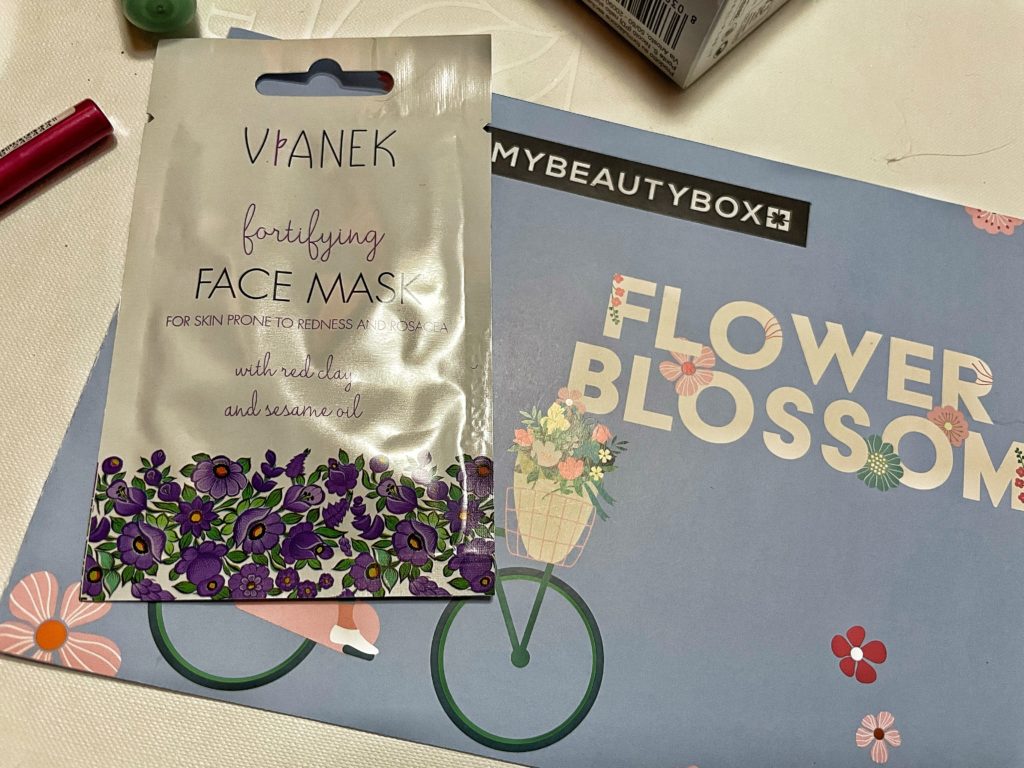 VIANEK
fortifying
FACE MASK
FOR SKIN PRONE TO REDNESS AND ROSACEA
with red clay
and sesame oil
MYBEAUTYBOX
FLOWER
BLOSSOM